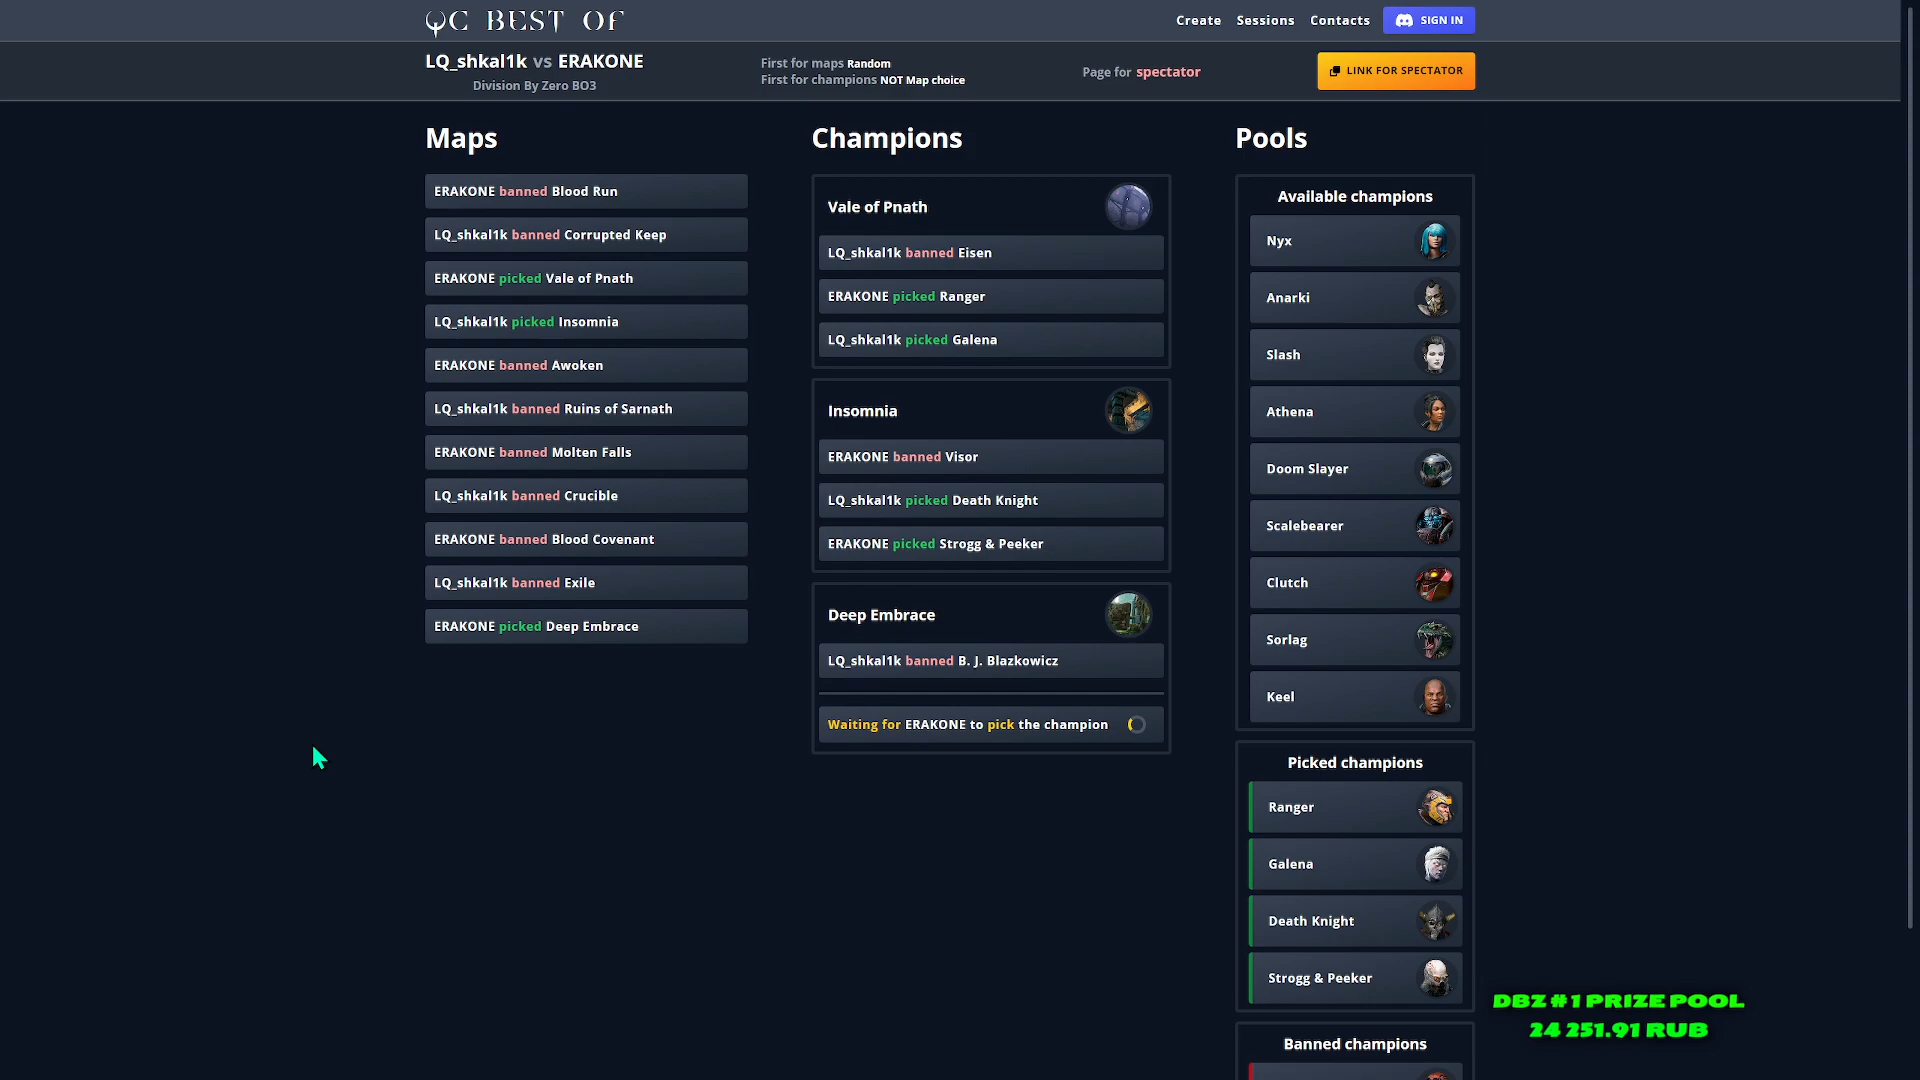 QC BEST OF
Create Sessions Contacts SIGN IN
LQ_shkal1k vs ERAKONE
Division By Zero BO3
First for maps Random
First for champions NOT Map choice
Page for spectator
LINK FOR SPECTATOR
Maps
ERAKONE banned Blood Run
LQ_shkal1k banned Corrupted Keep
ERAKONE picked Vale of Pnath
LQ_shkal1k picked Insomnia
ERAKONE banned Awoken
LQ_shkal1k banned Ruins of Sarnath
ERAKONE banned Molten Falls
LQ_shkal1k banned Crucible
ERAKONE banned Blood Covenant
LQ_shkal1k banned Exile
ERAKONE picked Deep Embrace
Champions
Vale of Pnath
LQ_shkal1k banned Eisen
ERAKONE picked Ranger
LQ_shkal1k picked Galena
Insomnia
ERAKONE banned Visor
LQ_shkal1k picked Death Knight
ERAKONE picked Strogg & Peeker
Deep Embrace
LQ_shkal1k banned B. J. Blazkowicz
Waiting for ERAKONE to pick the champion
Pools
Available champions
Nyx
Anarki
Slash
Athena
Doom Slayer
Scalebearer
Clutch
Sorlag
Keel
Picked champions
Ranger
Galena
Death Knight
Strogg & Peeker
Banned champions
DBZ #1 PRIZE POOL
24 251.91 RUB